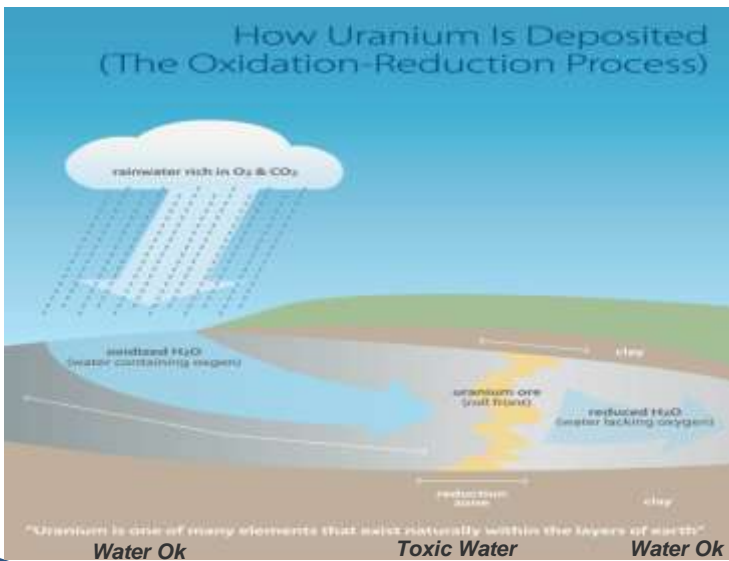 How Uranium Is Deposited
(The Oxidation-Reduction Process)
rainwater rich in O₂ & CO₂
oxidized H₂O
(water containing oxygen)
clay
uranium ore
(roll front)
reduced H₂O
(water lacking oxygen)
reduction
zone
clay
"Uranium is one of many elements that exist naturally within the layers of earth"
Water Ok
Toxic Water
Water Ok